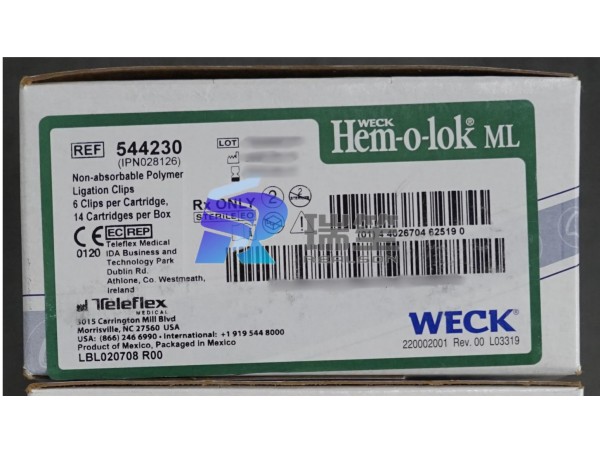 WECK
Hem-o-lok® ML
REF 544230
(IPN028126)
Non-absorbable Polymer
Ligation Clips
6 Clips per Cartridge,
14 Cartridges per Box
LOT
Rx ONLY
STERILE EO
CE EC REP
0120
Teleflex Medical
IDA Business and
Technology Park
Dublin Rd.
Athlone, Co. Westmeath,
Ireland
Teleflex
MEDICAL
3015 Carrington Mill Blvd
Morrisville, NC 27560 USA
USA: (866) 246 6990 • International: +1 919 544 8000
Product of Mexico, Packaged in Mexico
LBL020708 R00
瑞笙
WECK®
220002001 Rev. 00 L03319